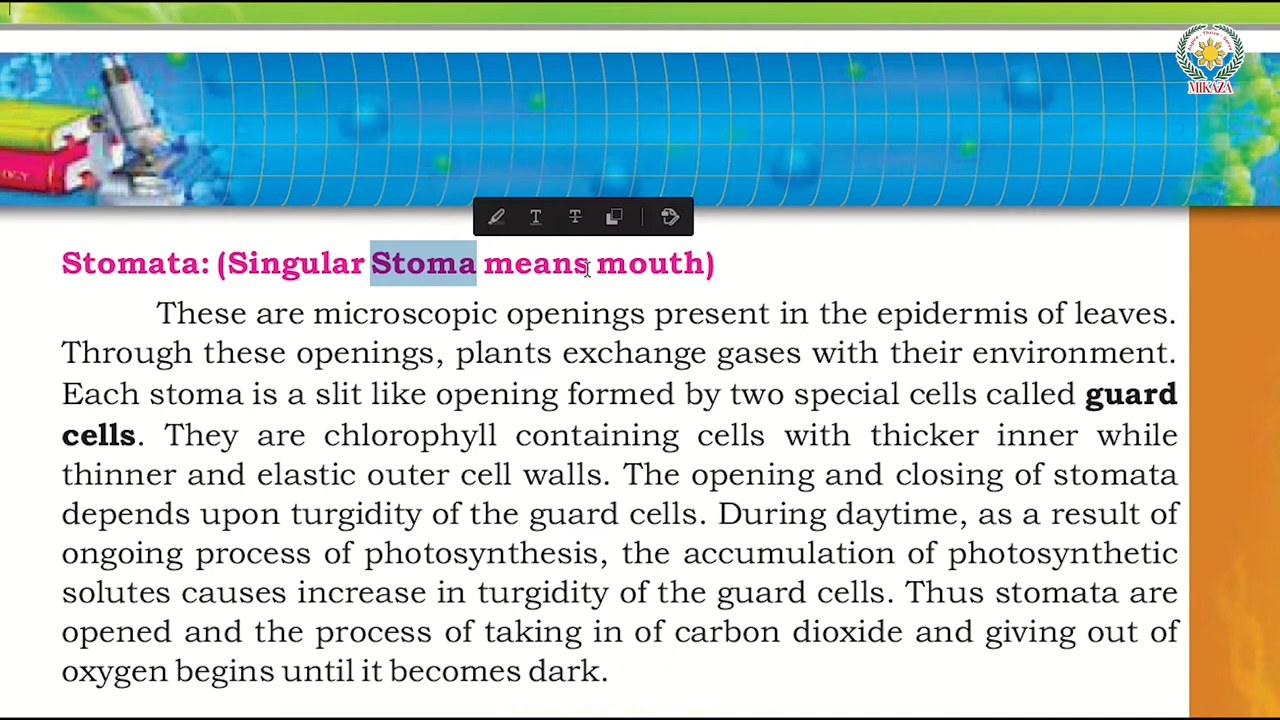 MIKAZA
Stomata: (Singular Stoma means mouth)
These are microscopic openings present in the epidermis of leaves.
Through these openings, plants exchange gases with their environment.
Each stoma is a slit like opening formed by two special cells called guard
cells. They are chlorophyll containing cells with thicker inner while
thinner and elastic outer cell walls. The opening and closing of stomata
depends upon turgidity of the guard cells. During daytime, as a result of
ongoing process of photosynthesis, the accumulation of photosynthetic
solutes causes increase in turgidity of the guard cells. Thus stomata are
opened and the process of taking in of carbon dioxide and giving out of
oxygen begins until it becomes dark.